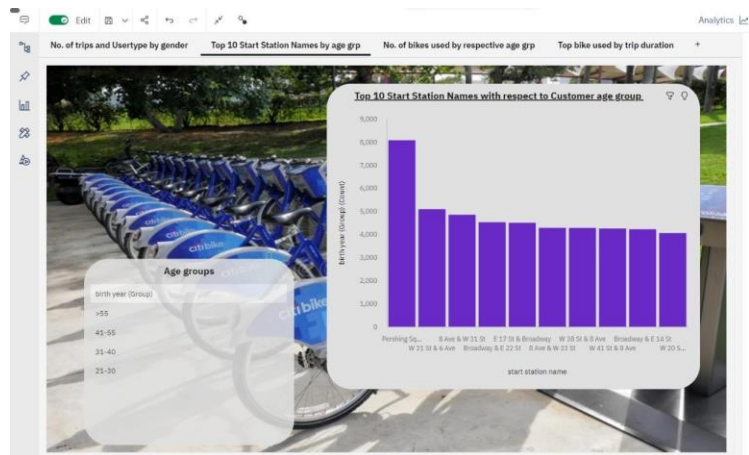 Edit
Analytics
No. of trips and Usertype by gender
Top 10 Start Station Names by age grp
No. of bikes used by respective age grp
Top bike used by trip duration
+
Top 10 Start Station Names with respect to Customer age group
9,000
8,000
7,000
6,000
5,000
4,000
3,000
2,000
1,000
0
birth year (Group) (Count)
Pershing Sq...
W 21 St & 6 Ave
8 Ave & W 31 St
Broadway & E 22 St
E 17 St & Broadway
8 Ave & W 33 St
W 38 St & 8 Ave
W 41 St & 8 Ave
Broadway & E 14 St
W 20 S...
start station name
Age groups
birth year (Group)
>55
41-55
31-40
21-30
citi bike
citi bike
citi bike